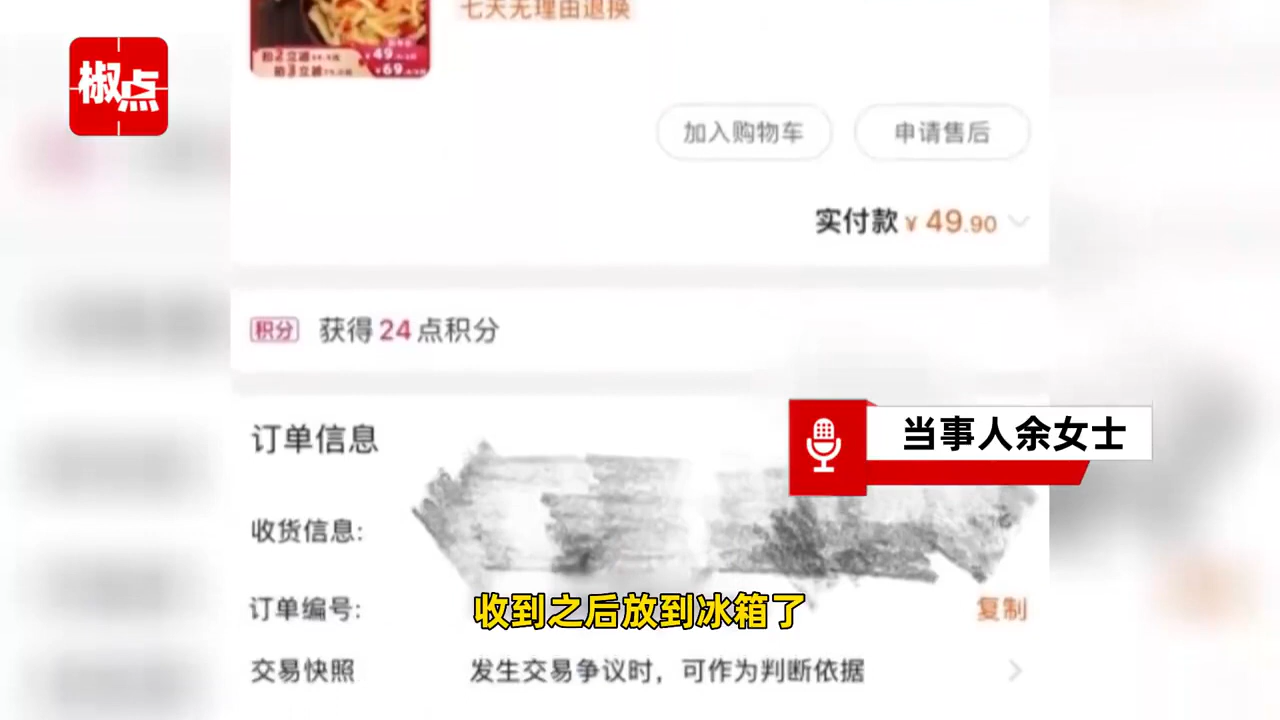 七天无理由退换
椒点
加入购物车
申请售后
实付款 ¥ 49.90
积分 获得24点积分
订单信息
当事人余女士
收货信息:
订单编号:
收到之后放到冰箱了
复制
交易快照
发生交易争议时，可作为判断依据